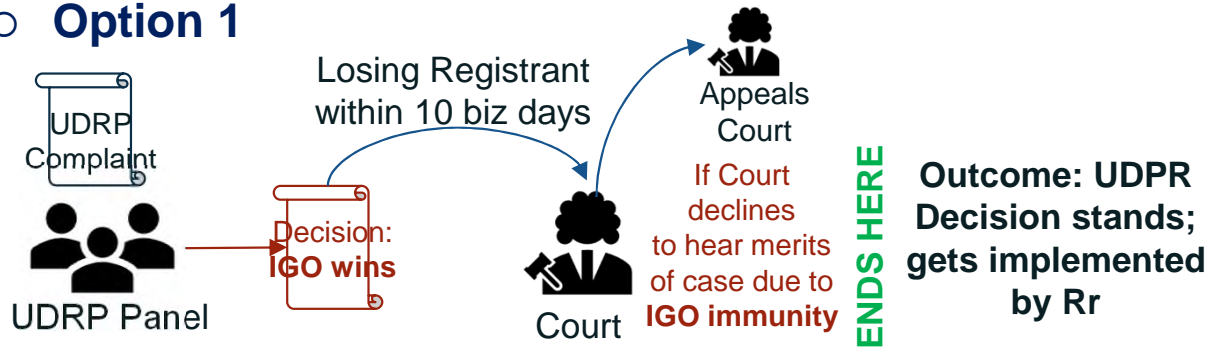 ○ Option 1
UDRP
Complaint
UDRP Panel
Decision:
IGO wins
Losing Registrant
within 10 biz days
Court
Appeals
Court
If Court
declines
to hear merits
of case due to
IGO immunity
ENDS HERE
Outcome: UDPR
Decision stands;
gets implemented
by Rr